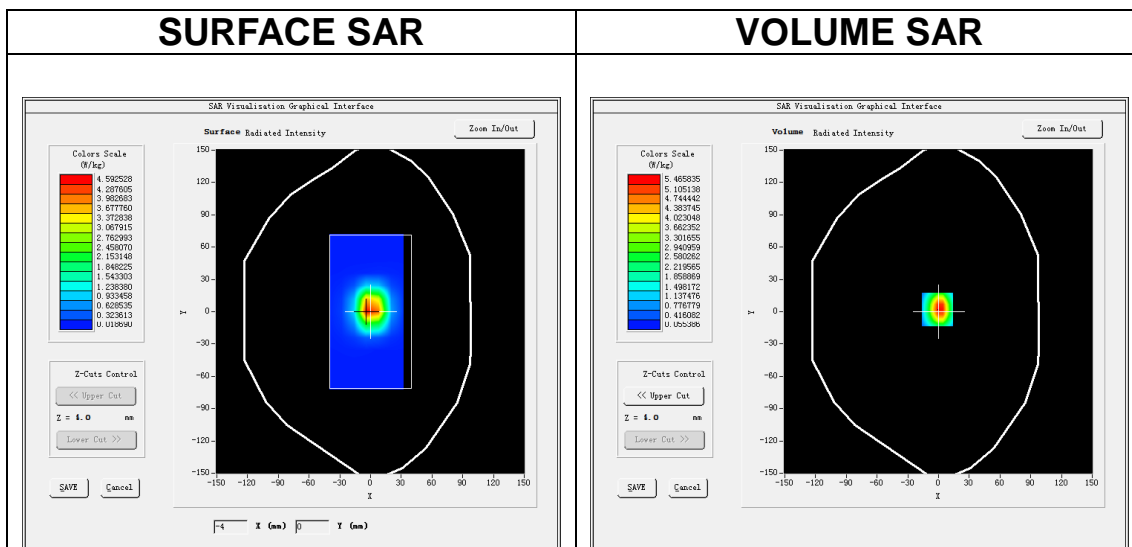 SURFACE SAR
VOLUME SAR
SAR Visualisation Graphical Interface
Surface Radiated Intensity
Zoom In/Out
Colors Scale
(W/kg)
4.592528
4.287605
3.982683
3.677760
3.372838
3.067915
2.762993
2.458070
2.153148
1.848225
1.543303
1.238380
0.933458
0.628535
0.323613
0.018690
Z-Cuts Control
<< Upper Cut
Z = 4.0 mm
Lower Cut >>
SAVE
Cancel
150
120
90
60
30
0
-30
-60
-90
-120
-150
Y
-150 -120 -90 -60 -30 0 30 60 90 120 150
X
-4 X (mm) 0 Y (mm)
SAR Visualisation Graphical Interface
Volume Radiated Intensity
Zoom In/Out
Colors Scale
(W/kg)
5.465835
5.105138
4.744442
4.383745
4.023048
3.662352
3.301655
2.940959
2.580262
2.219565
1.858869
1.498172
1.137476
0.776779
0.416082
0.055386
Z-Cuts Control
<< Upper Cut
Z = 4.0 mm
Lower Cut >>
SAVE
Cancel
150
120
90
60
30
0
-30
-60
-90
-120
-150
Y
-150 -120 -90 -60 -30 0 30 60 90 120 150
X